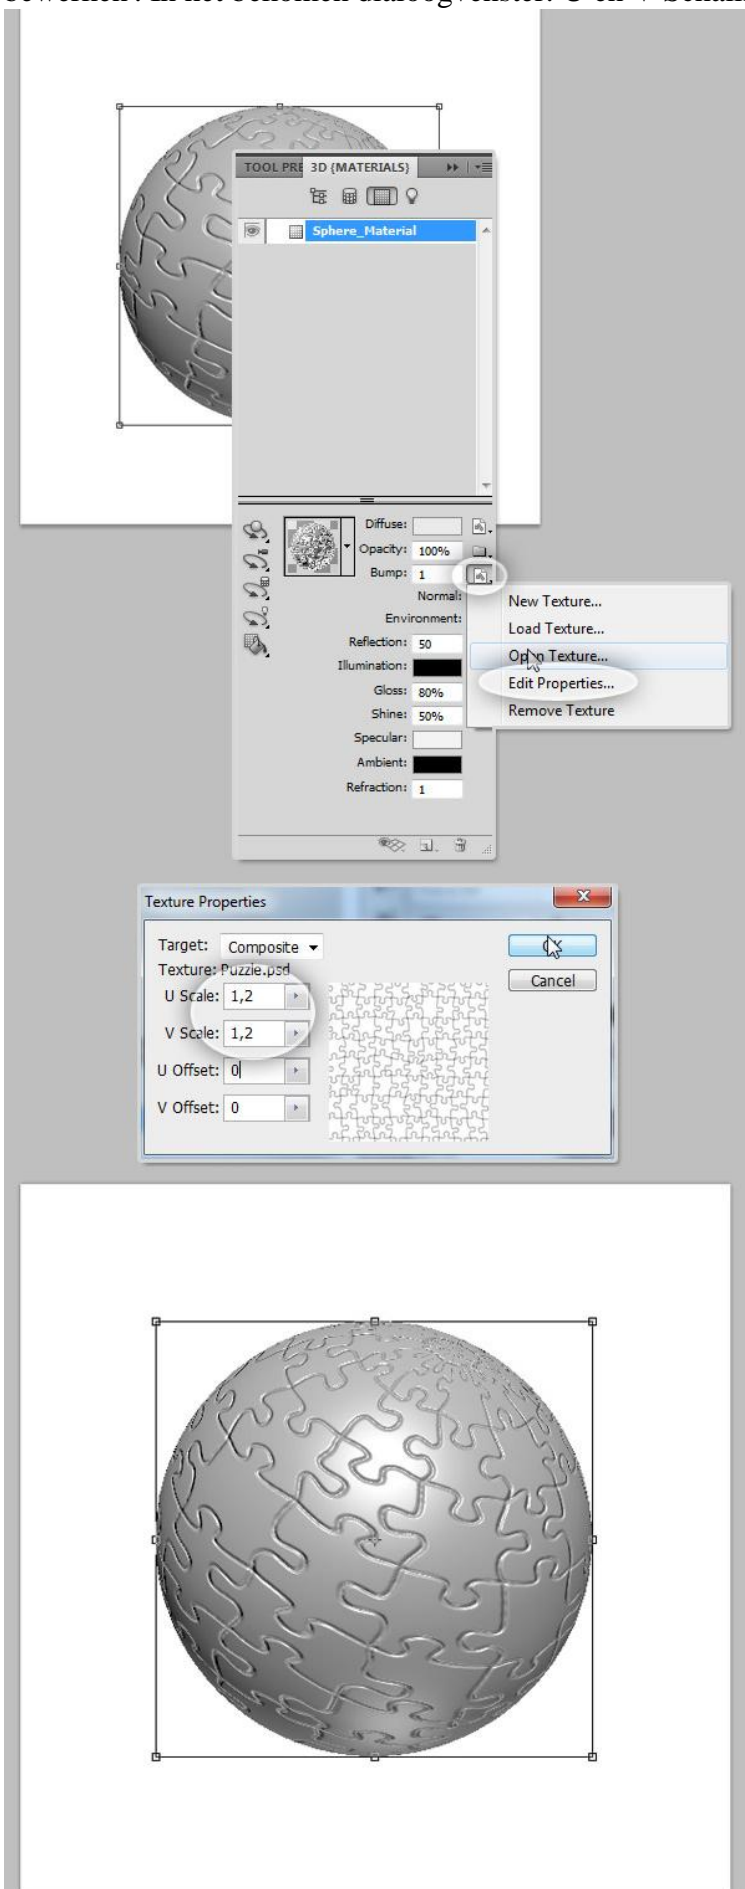 TOOL PRE 3D {MATERIALS}
Sphere_Material
Diffuse:
Opacity: 100%
Bump: 1
Normal:
Environment:
Reflection: 50
Illumination:
Gloss: 80%
Shine: 50%
Specular:
Ambient:
Refraction: 1
New Texture...
Load Texture...
Open Texture...
Edit Properties...
Remove Texture
Texture Properties
Target: Composite
Texture: Puzzle.psd
U Scale: 1,2
V Scale: 1,2
U Offset: 0
V Offset: 0
OK
Cancel